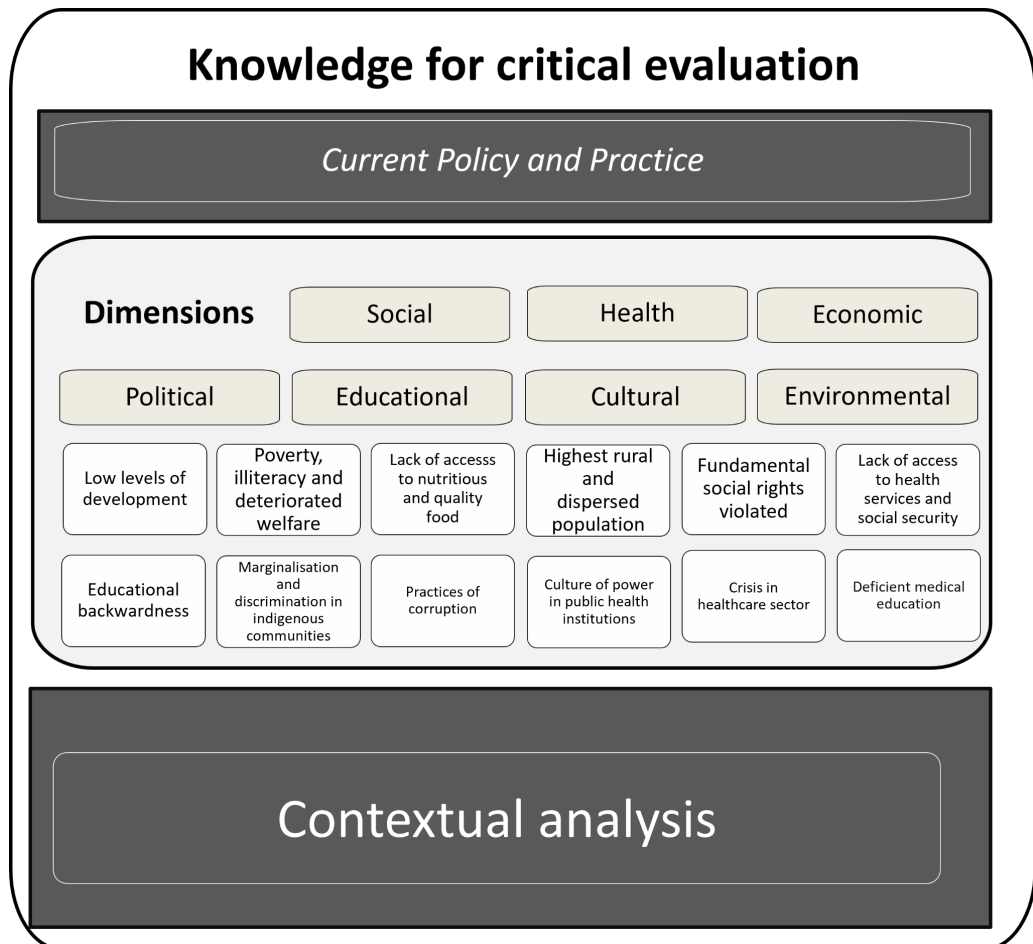 Knowledge for critical evaluation
Current Policy and Practice
Dimensions
Social
Health
Economic
Political
Educational
Cultural
Environmental
Low levels of
development
Poverty,
illiteracy and
deteriorated
welfare
Lack of accesss
to nutritious
and quality
food
Highest rural
and
dispersed
population
Fundamental
social rights
violated
Lack of access
to health
services and
social security
Educational
backwardness
Marginalisation
and
discrimination in
indigenous
communities
Practices of
corruption
Culture of power
in public health
institutions
Crisis in
healthcare sector
Deficient medical
education
Contextual analysis